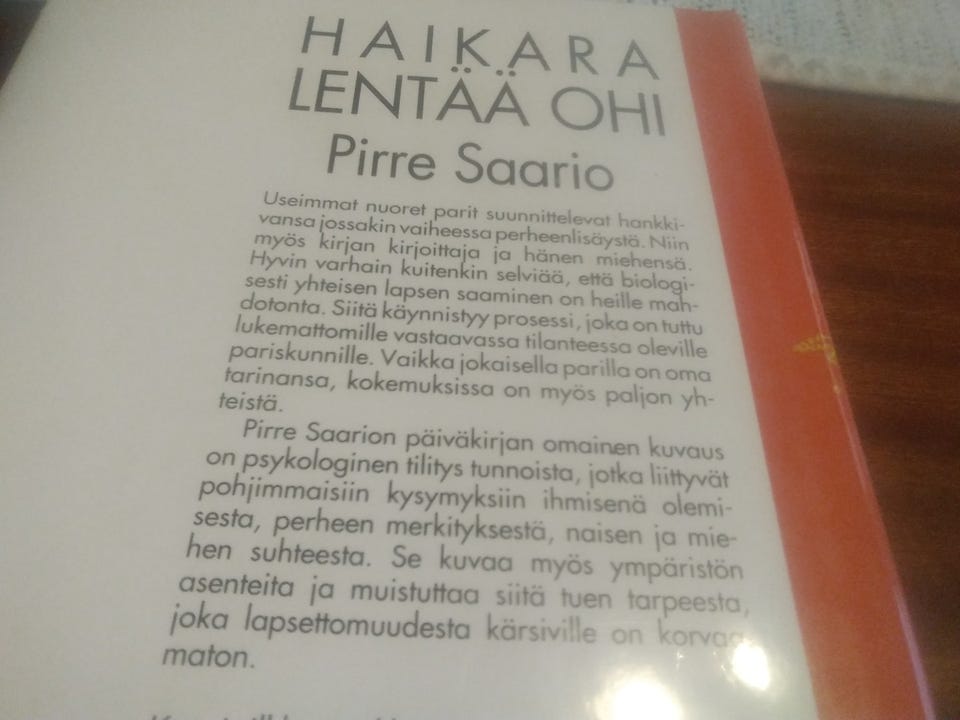 HAIKARA
LENTÄÄ OHI
Pirre Saario
Useimmat nuoret parit suunnittelevat hankki-
vansa jossakin vaiheessa perheenlisäystä. Niin
myös kirjan kirjoittaja ja hänen miehensä.
Hyvin varhain kuitenkin selviää, että biologi-
sesti yhteisen lapsen saaminen on heille mah-
dotonta. Siitä käynnistyy prosessi, joka on tuttu
lukemattomille vastaavassa tilanteessa oleville
pariskunnille. Vaikka jokaisella parilla on oma
tarinansa, kokemuksissa on myös paljon yh-
teistä.
Pirre Saarion päiväkirjan omainen kuvaus
on psykologinen tilitys tunnoista, jotka liittyvät
pohjimmaisiin kysymyksiin ihmisenä olemi-
sesta, perheen merkityksestä, naisen ja mie-
hen suhteesta. Se kuvaa myös ympäristön
asenteita ja muistuttaa siitä tuen tarpeesta,
joka lapsettomuudesta kärsiville on korvaa-
maton.